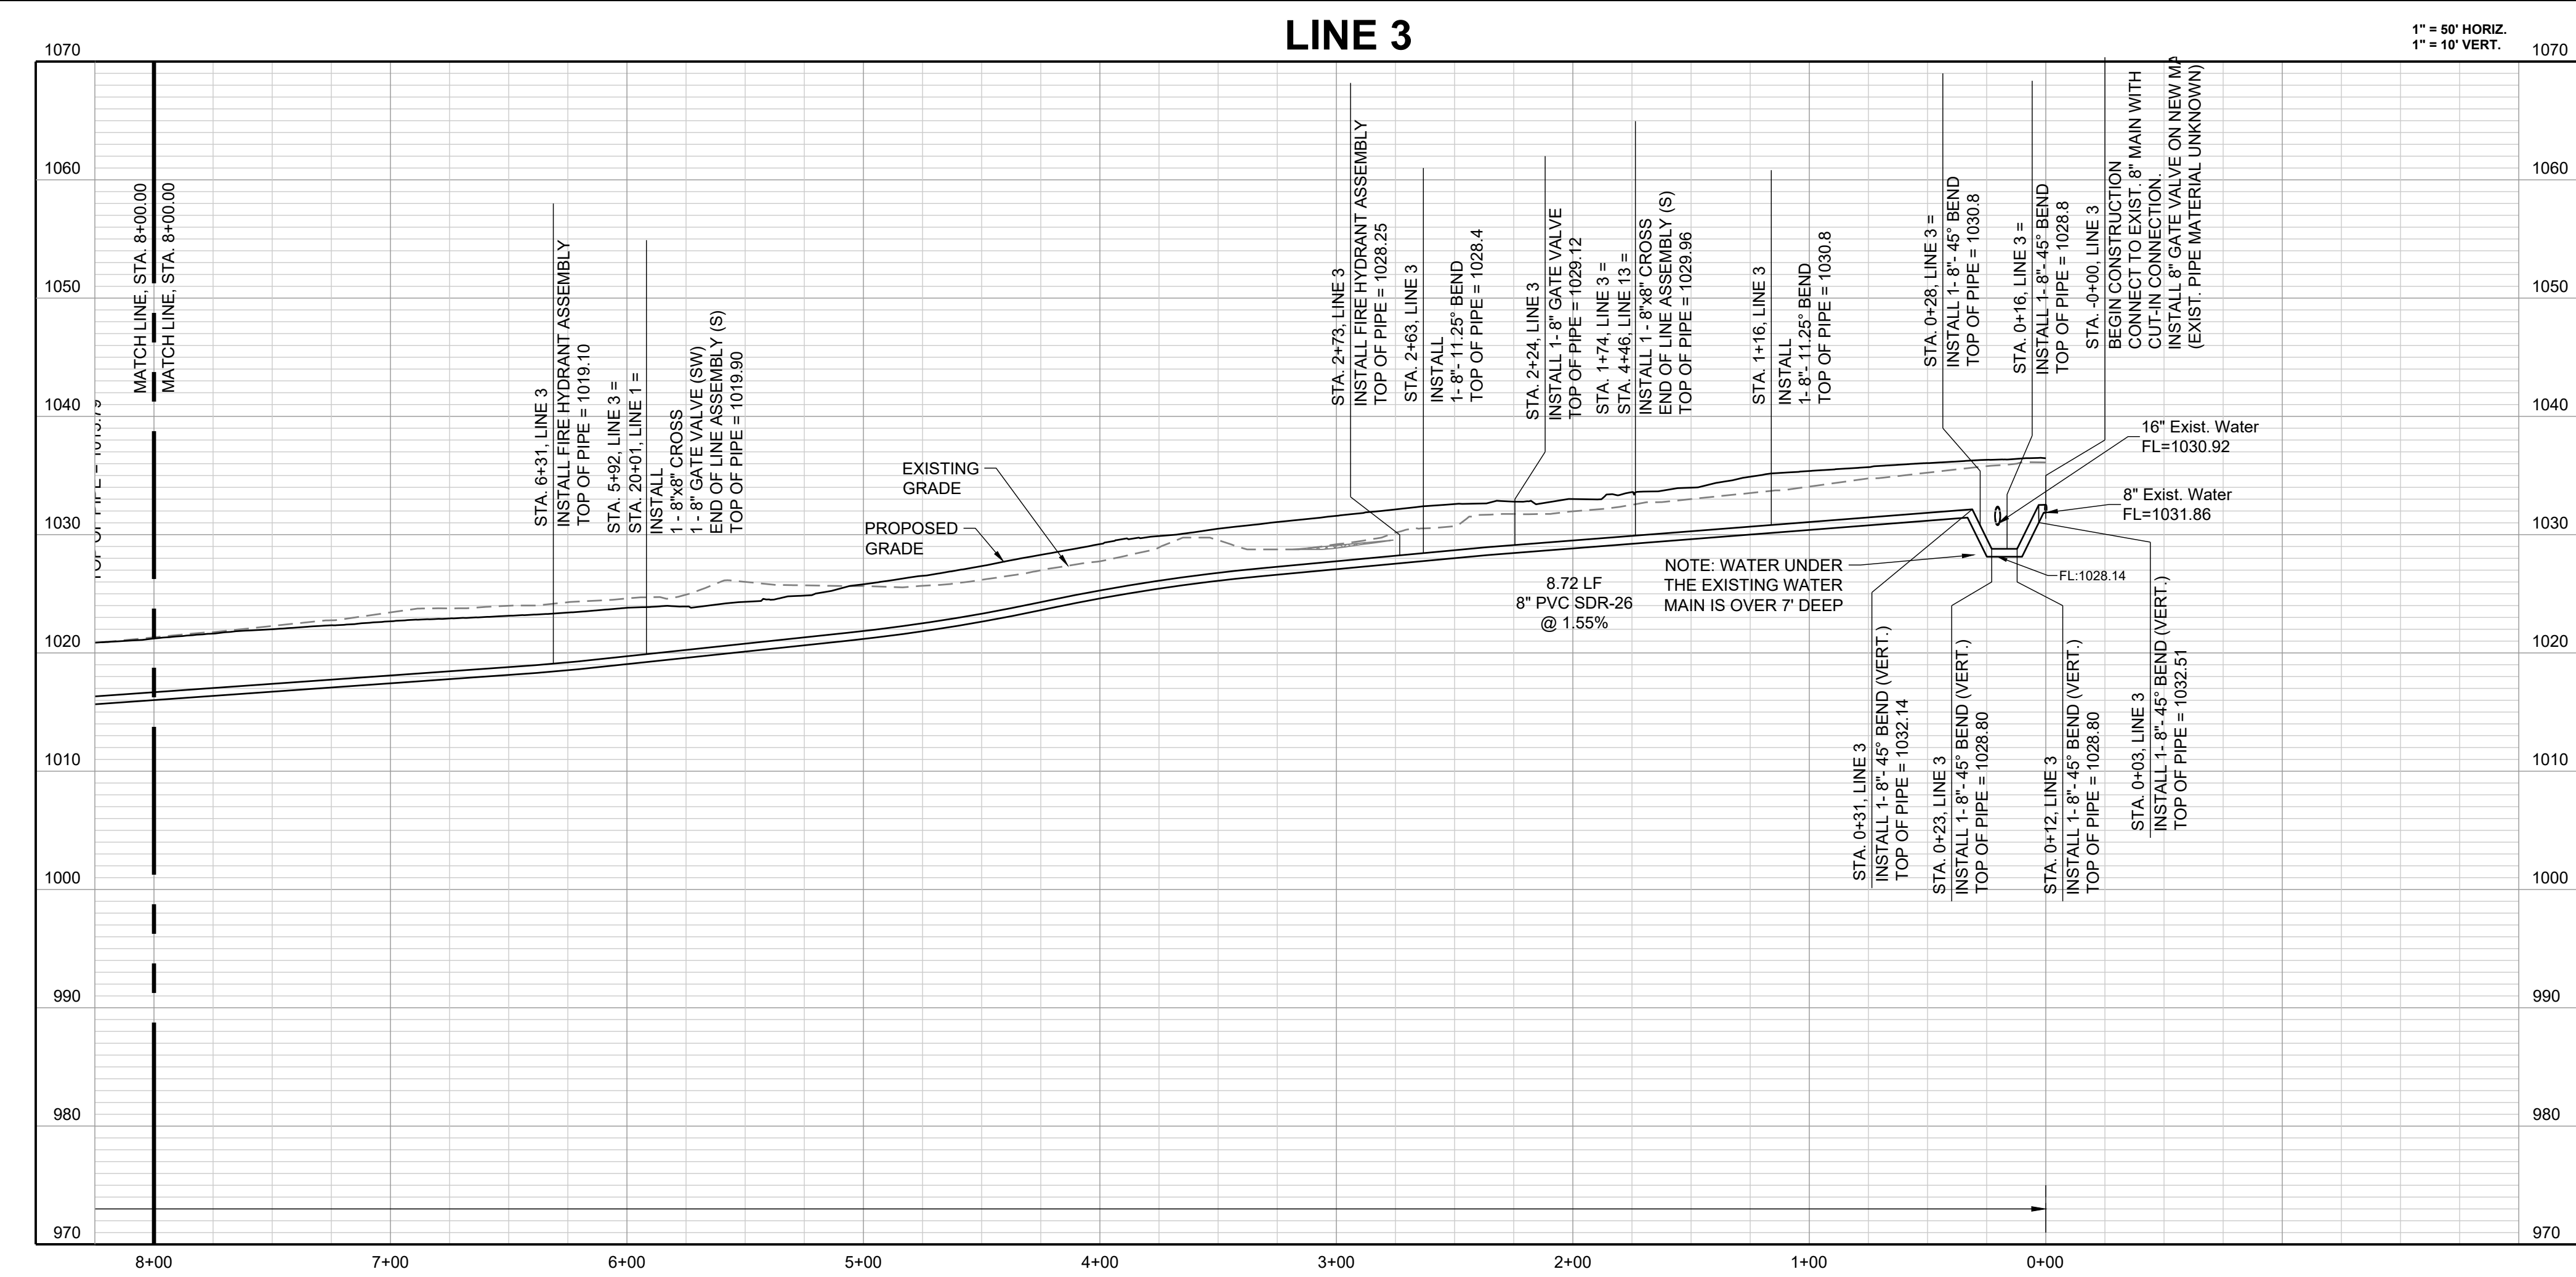 LINE 3
1" = 50' HORIZ.
1" = 10' VERT.
1070
1060
1050
1040
1030
1020
1010
1000
990
980
970
MATCH LINE, STA. 8+00.00
MATCH LINE, STA. 8+00.00
STA. 6+31, LINE 3
INSTALL FIRE HYDRANT ASSEMBLY
TOP OF PIPE = 1019.10
STA. 5+92, LINE 3 =
STA. 20+01, LINE 1 =
INSTALL
1 - 8"x8" CROSS
1 - 8" GATE VALVE (SW)
END OF LINE ASSEMBLY (S)
TOP OF PIPE = 1019.90
EXISTING
GRADE
PROPOSED
GRADE
STA. 2+73, LINE 3
INSTALL FIRE HYDRANT ASSEMBLY
TOP OF PIPE = 1028.25
STA. 2+63, LINE 3
INSTALL
1- 8"- 11.25° BEND
TOP OF PIPE = 1028.4
STA. 2+24, LINE 3
INSTALL 1- 8" GATE VALVE
TOP OF PIPE = 1029.12
STA. 1+74, LINE 3 =
STA. 4+46, LINE 13 =
INSTALL 1 - 8"x8" CROSS
END OF LINE ASSEMBLY (S)
TOP OF PIPE = 1029.96
STA. 1+16, LINE 3
INSTALL
1- 8"- 11.25° BEND
TOP OF PIPE = 1030.8
STA. 0+28, LINE 3 =
INSTALL 1- 8"- 45° BEND
TOP OF PIPE = 1030.8
STA. 0+16, LINE 3 =
INSTALL 1- 8"- 45° BEND
TOP OF PIPE = 1028.8
STA. -0+00, LINE 3
BEGIN CONSTRUCTION
CONNECT TO EXIST. 8" MAIN WITH
CUT-IN CONNECTION.
INSTALL 8" GATE VALVE ON NEW
(EXIST. PIPE MATERIAL UNKNOWN)
16" Exist. Water
FL=1030.92
8" Exist. Water
FL=1031.86
8.72 LF
8" PVC SDR-26
@ 1.55%
NOTE: WATER UNDER
THE EXISTING WATER
MAIN IS OVER 7' DEEP
FL:1028.14
STA. 0+31, LINE 3
INSTALL 1- 8"- 45° BEND (VERT.)
TOP OF PIPE = 1032.14
STA. 0+23, LINE 3
INSTALL 1- 8"- 45° BEND (VERT.)
TOP OF PIPE = 1028.80
STA. 0+12, LINE 3
INSTALL 1- 8"- 45° BEND (VERT.)
TOP OF PIPE = 1028.80
STA. 0+03, LINE 3
INSTALL 1- 8"- 45° BEND (VERT.)
TOP OF PIPE = 1032.51
1070
1060
1050
1040
1030
1020
1010
1000
990
980
970
8+00
7+00
6+00
5+00
4+00
3+00
2+00
1+00
0+00